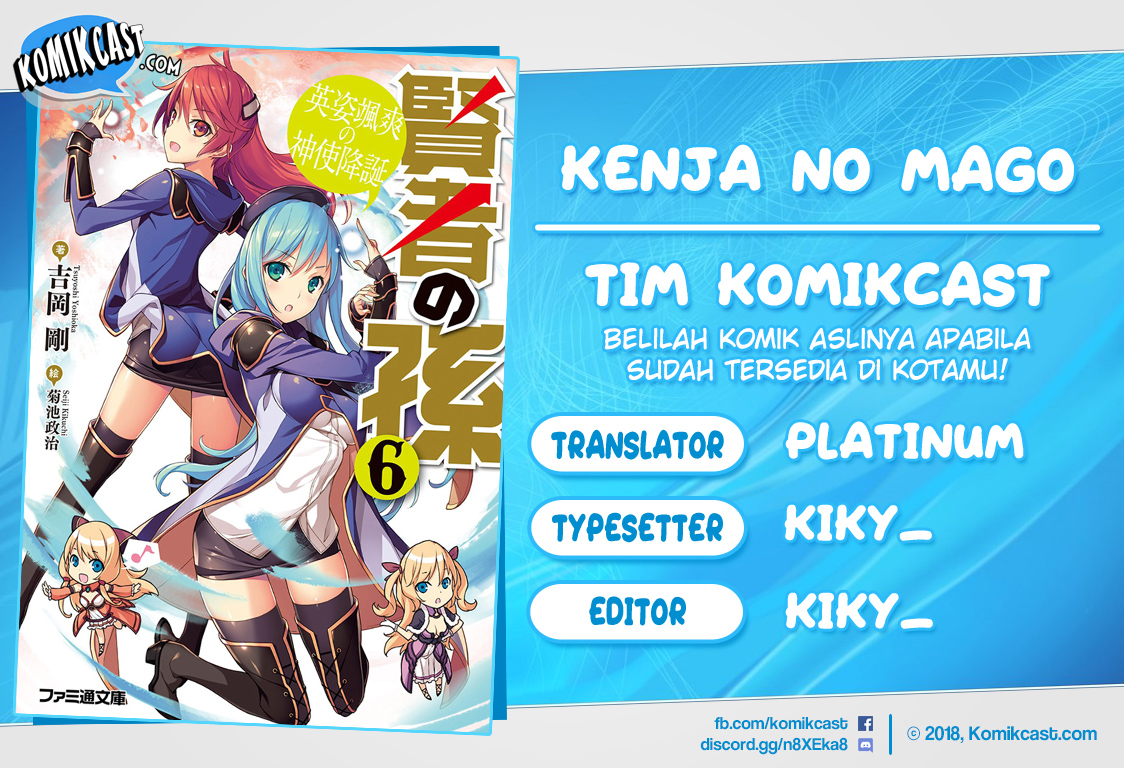 KOMIKCAST
.COM
英姿颯爽
の
神使降誕
賢者の孫
6
著
吉岡 剛
Tsuyoshi Yoshioka
絵
菊池政治
Seiji Kikuchi
ファミ通文庫
KENJA NO MAGO
TIM KOMIKCAST
BELILAH KOMIK ASLINYA APABILA
SUDAH TERSEDIA DI KOTAMU!
TRANSLATOR PLATINUM
TYPESETTER KIKY_
EDITOR KIKY_
fb.com/komikcast
discord.gg/n8XEka8
© 2018, Komikcast.com